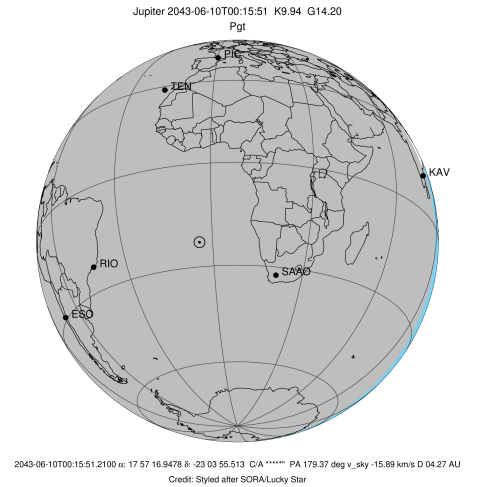 Jupiter 2043-06-10T00:15:51 K9.94 G14.20
Pgt
PIC
TEN
KAV
RIO
SAAO
ESO
2043-06-10T00:15:51.2100 α: 17 57 16.9478 δ: -23 03 55.513 C/A *****" PA 179.37 deg v_sky -15.89 km/s D 04.27 AU
Credit: Styled after SORA/Lucky Star